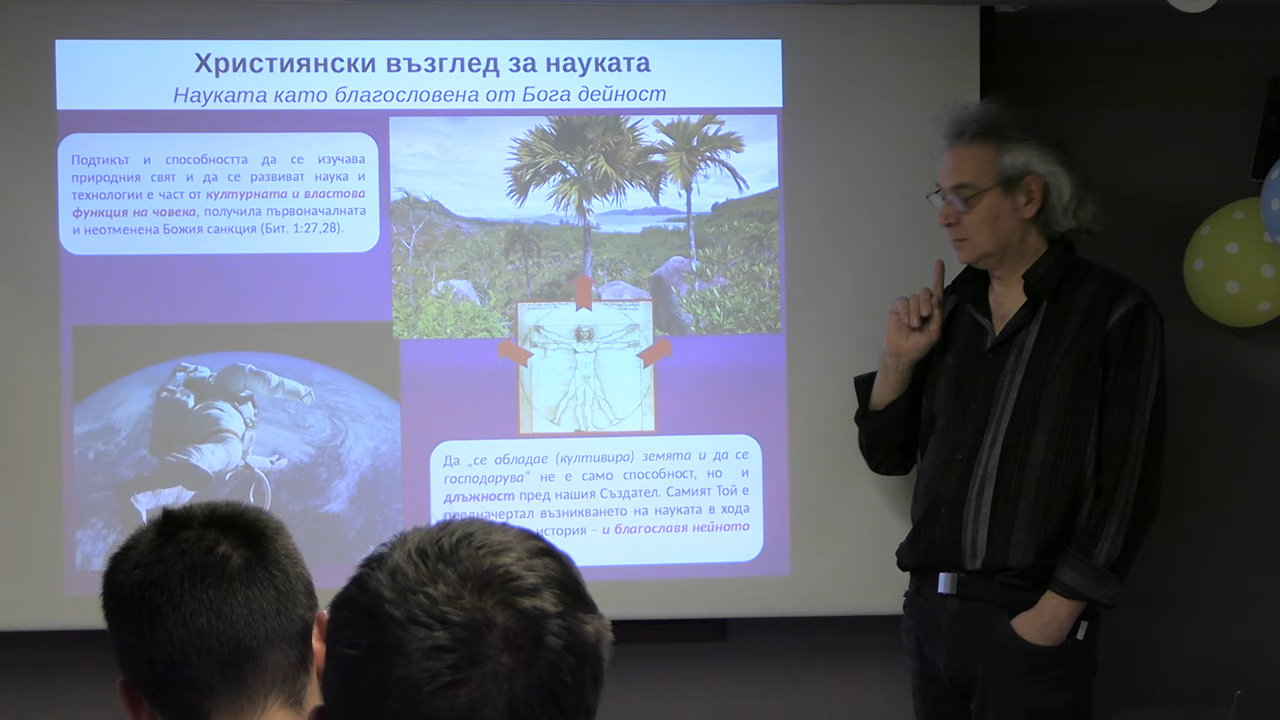 Християнски възглед за науката
Науката като благословена от Бога дейност
Подтикът и способността да се изучава
природния свят и да се развиват наука и
технологии е част от културната и властова
функция на човека, получила първоначалната
и неотменена Божия санкция (Бит. 1:27,28).
Да „се обладае (култивира) земята и да се
господарува“ не е само способност, но и
длъжност пред нашия Създател. Самият Той е
предначертал възникването на науката в хода
история – и благославя нейното